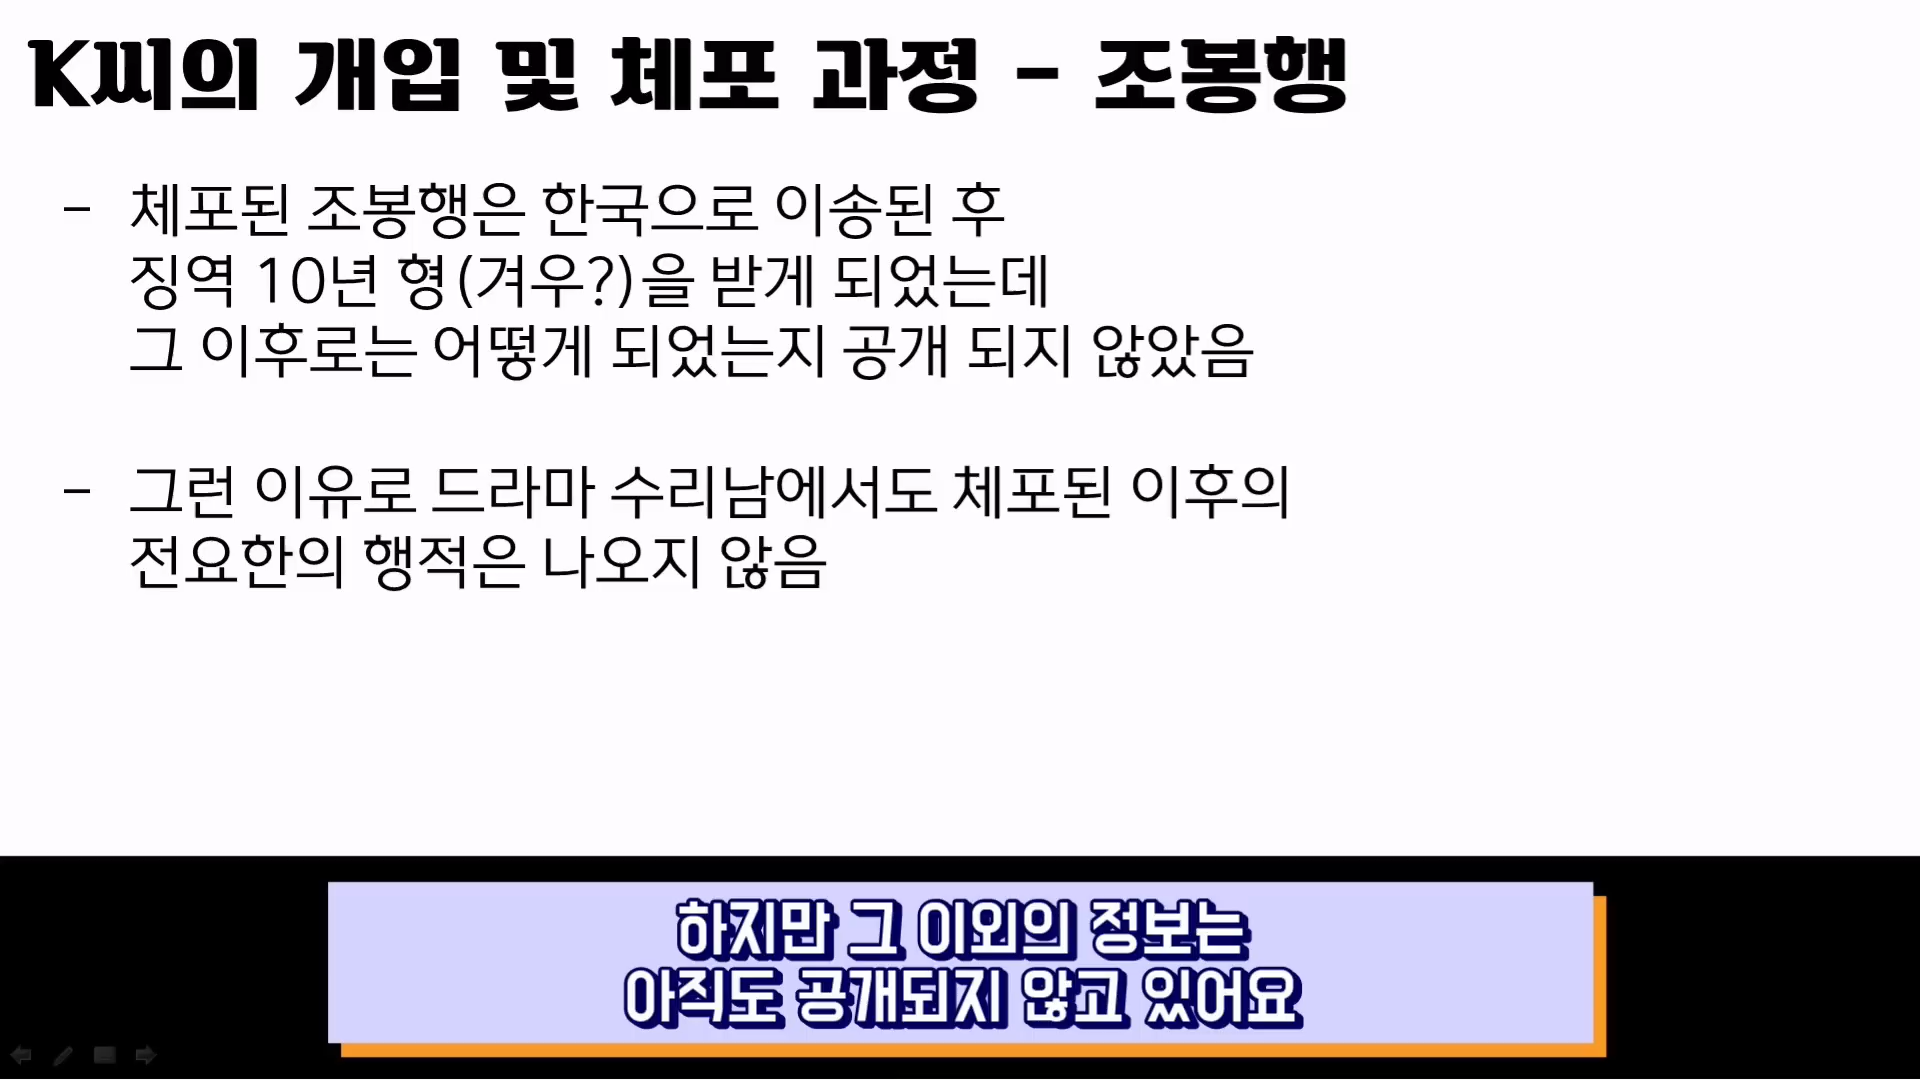 K씨의 개입 및 체포 과정 - 조봉행
- 체포된 조봉행은 한국으로 이송된 후
징역 10년 형(겨우?)을 받게 되었는데
그 이후로는 어떻게 되었는지 공개 되지 않았음
- 그런 이유로 드라마 수리남에서도 체포된 이후의
전요한의 행적은 나오지 않음
하지만 그 이외의 정보는
아직도 공개되지 않고 있어요